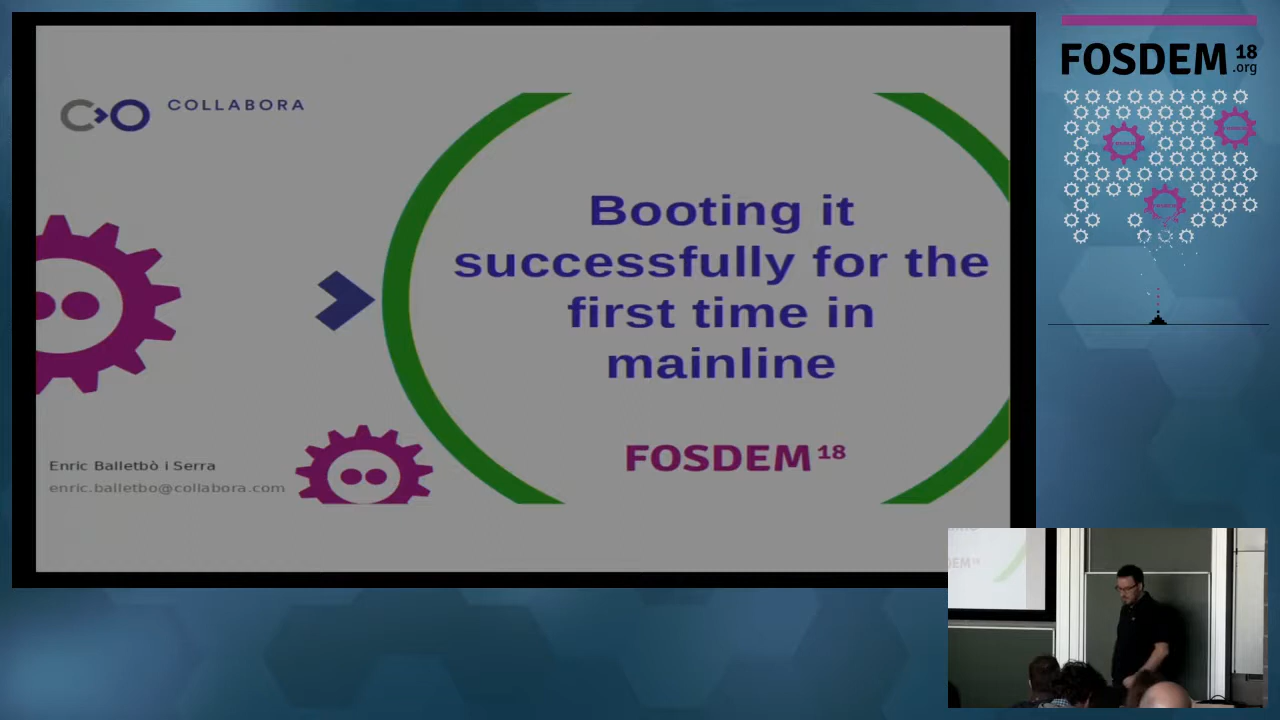 COLLABORA
Booting it
successfully for the
first time in
mainline
FOSDEM 18
Enric Balletbò i Serra
enric.balletbo@collabora.com
FOSDEM 18
.org